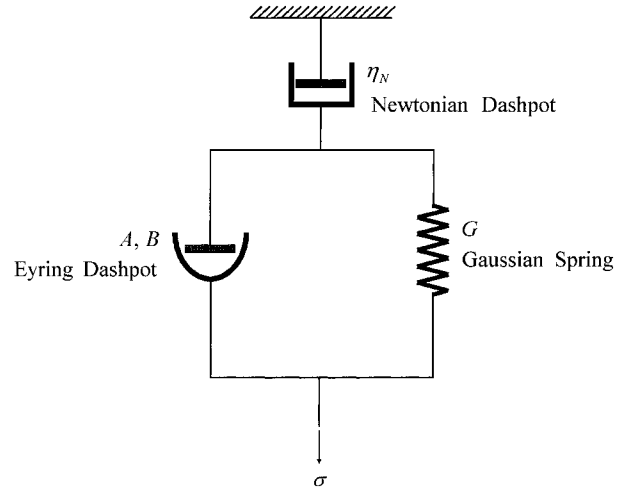 η_N
Newtonian Dashpot
A, B
Eyring Dashpot
G
Gaussian Spring
σ